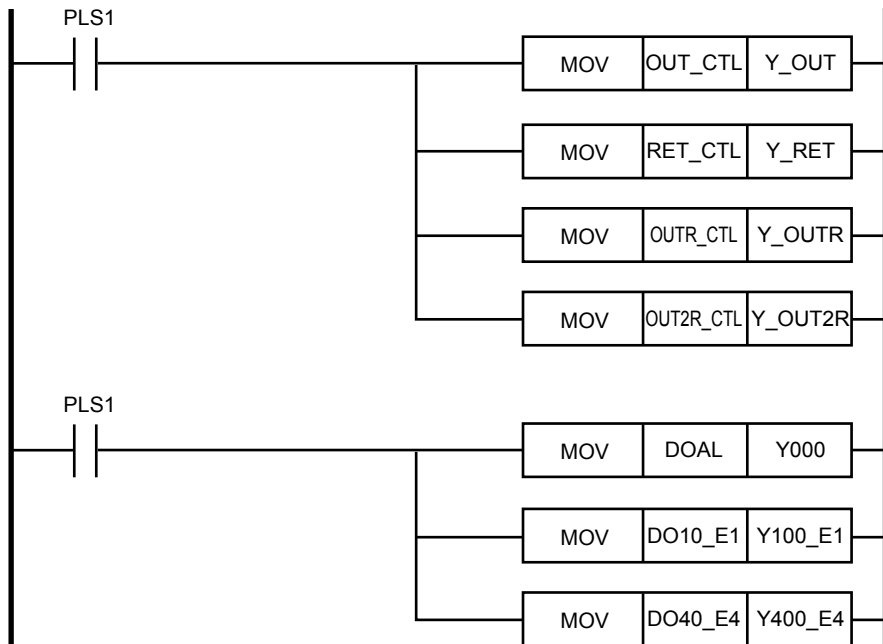 PLS1
MOV OUT_CTL Y_OUT
MOV RET_CTL Y_RET
MOV OUTR_CTL Y_OUTR
MOV OUT2R_CTL Y_OUT2R
PLS1
MOV DOAL Y000
MOV DO10_E1 Y100_E1
MOV DO40_E4 Y400_E4